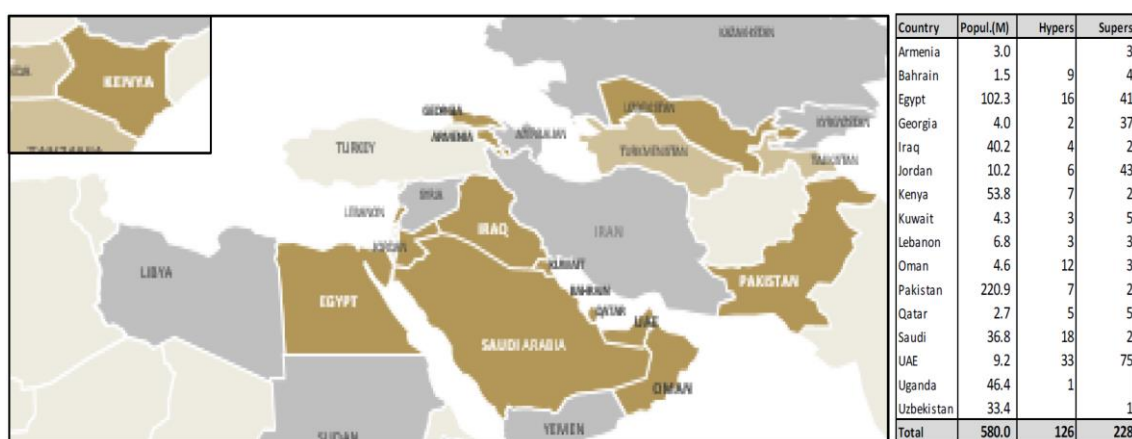 KENYA
TANZANIA
KAZAKHSTAN
GEORGIA
UZBEKISTAN
KYRGYZSTAN
ARMENIA
AZERBAIJAN
TURKEY
TURKMENISTAN
TAJIKISTAN
SYRIA
LEBANON
IRAQ
IRAN
JORDAN
LIBYA
KUWAIT
PAKISTAN
EGYPT
BAHRAIN
QATAR
UAE
SAUDI ARABIA
OMAN
YEMEN
SUDAN
Country Popul.(M) Hypers Supers
Armenia 3.0 3
Bahrain 1.5 9 4
Egypt 102.3 16 41
Georgia 4.0 2 37
Iraq 40.2 4 2
Jordan 10.2 6 43
Kenya 53.8 7 2
Kuwait 4.3 3 5
Lebanon 6.8 3 3
Oman 4.6 12 3
Pakistan 220.9 7 2
Qatar 2.7 5 5
Saudi 36.8 18 2
UAE 9.2 33 75
Uganda 46.4 1
Uzbekistan 33.4 1
Total 580.0 126 228